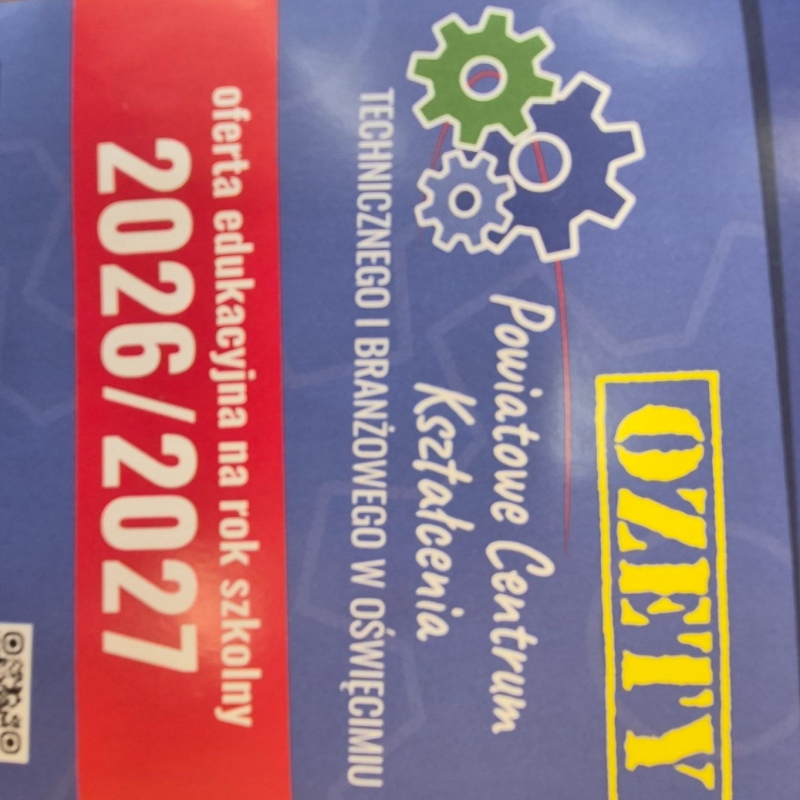 OZETY
Powiatowe Centrum
Kształcenia
TECHNICZNEGO I BRANŻOWEGO W OŚWIĘCIMIU
oferta edukacyjna na rok szkolny
2026/2027